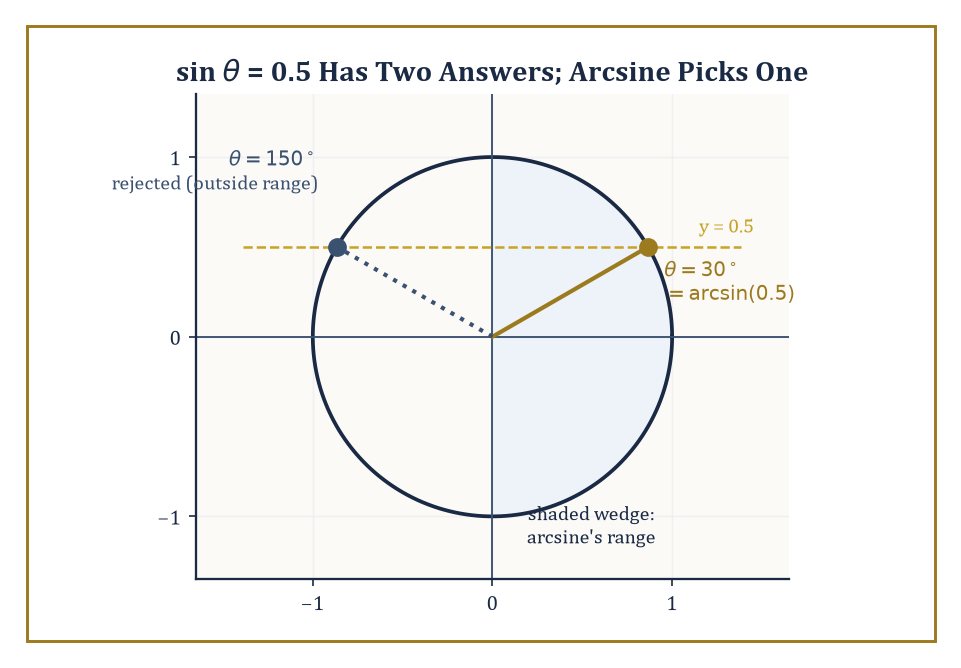 sin θ = 0.5 Has Two Answers; Arcsine Picks One
1
θ = 150°
rejected (outside range)
y = 0.5
θ = 30°
= arcsin(0.5)
0
−1
shaded wedge:
arcsine's range
−1
0
1